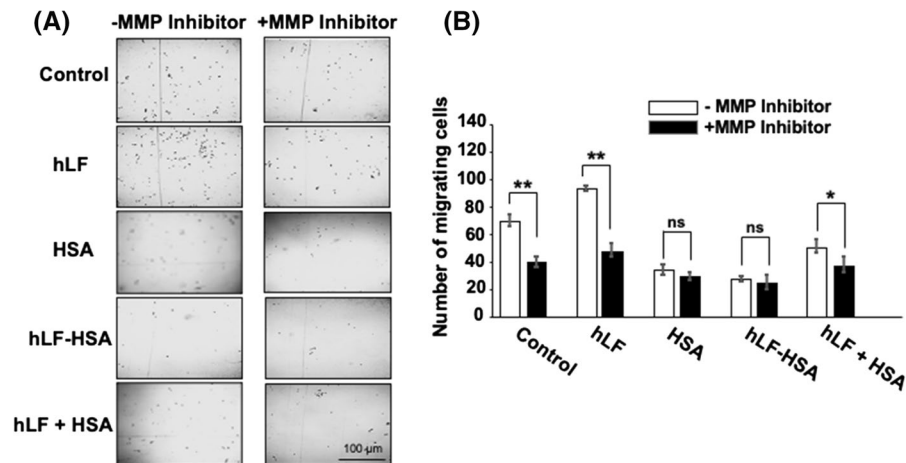 (A)
-MMP Inhibitor +MMP Inhibitor
Control
hLF
HSA
hLF-HSA
hLF + HSA
100 µm
(B)
- MMP Inhibitor
+MMP Inhibitor
Number of migrating cells
140
120
100
80
60
40
20
0
**
**
ns
ns
*
Control
hLF
HSA
hLF-HSA
hLF + HSA